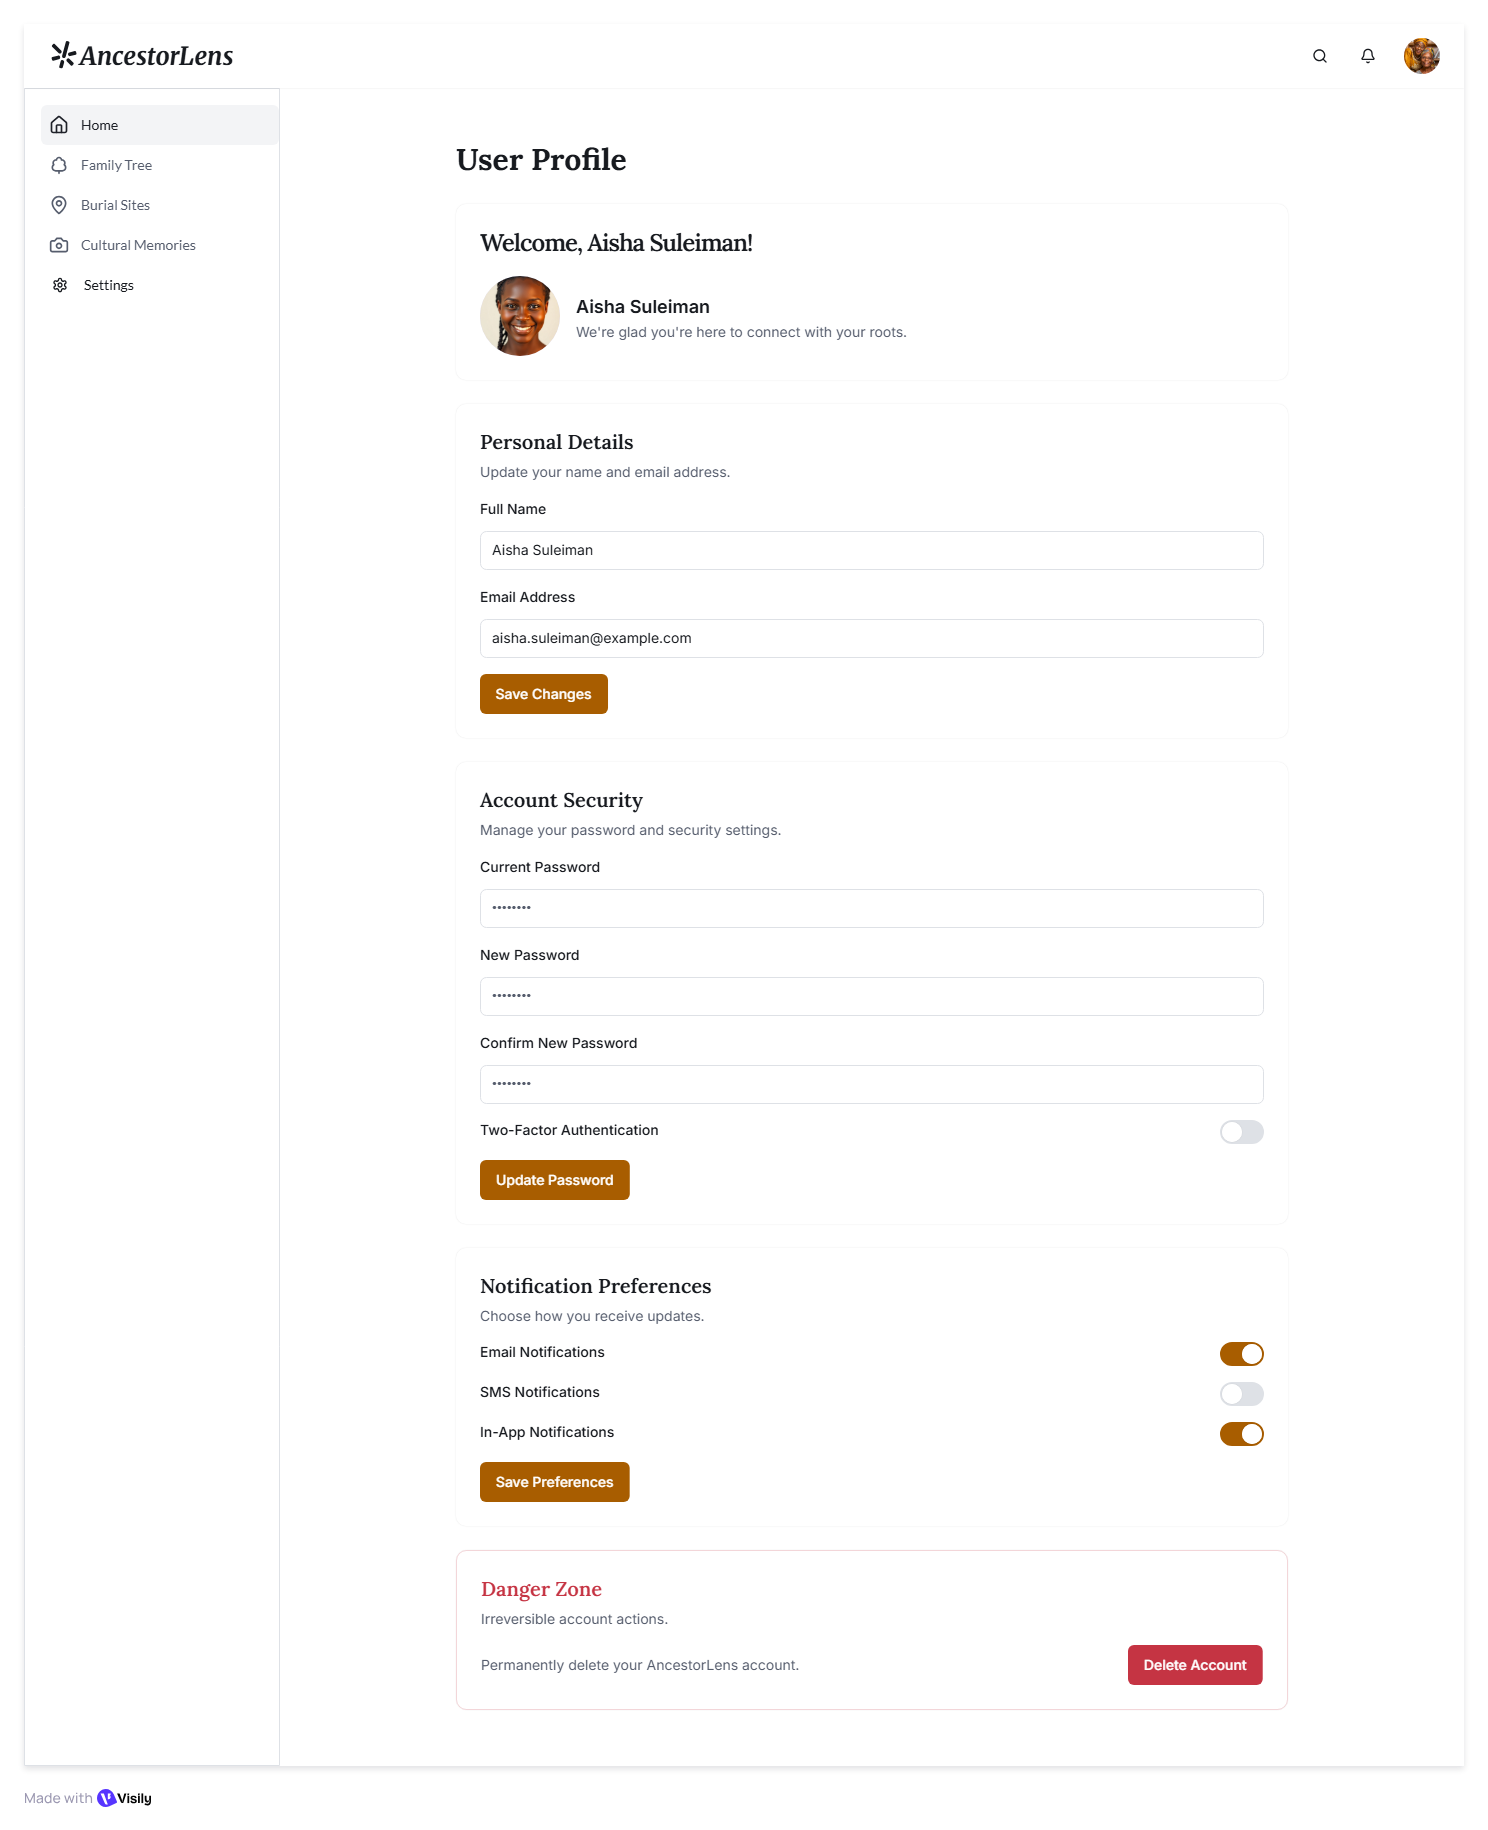 AncestorLens
Home
Family Tree
Burial Sites
Cultural Memories
Settings
User Profile
Welcome, Aisha Suleiman!
Aisha Suleiman
We're glad you're here to connect with your roots.
Personal Details
Update your name and email address.
Full Name
Aisha Suleiman
Email Address
aisha.suleiman@example.com
Save Changes
Account Security
Manage your password and security settings.
Current Password
••••••••
New Password
••••••••
Confirm New Password
••••••••
Two-Factor Authentication
Update Password
Notification Preferences
Choose how you receive updates.
Email Notifications
SMS Notifications
In-App Notifications
Save Preferences
Danger Zone
Irreversible account actions.
Permanently delete your AncestorLens account.
Delete Account
Made with Visily